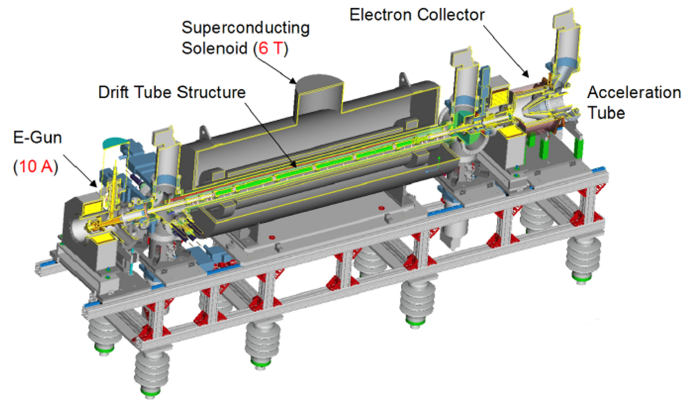 Electron Collector
Superconducting
Solenoid (6 T)
Drift Tube Structure
Acceleration
Tube
E-Gun
(10 A)